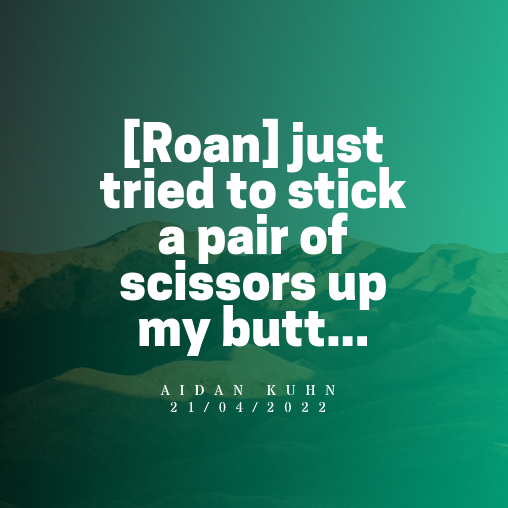 [Roan] just
tried to stick
a pair of
scissors up
my butt...
AIDAN KUHN
21/04/2022